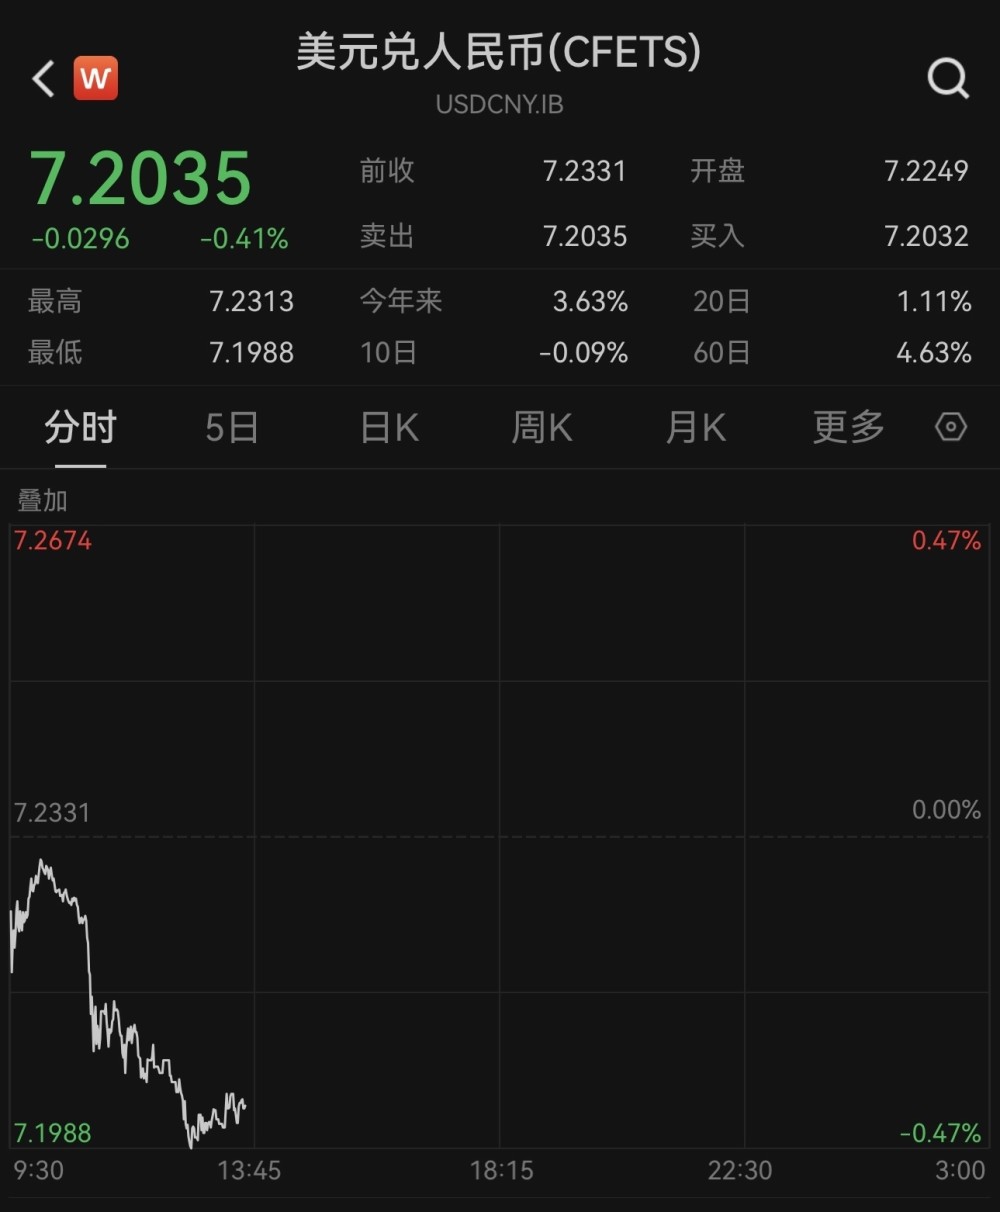 美元兑人民币(CFETS)
W
USDCNY.IB
7.2035
前收 7.2331 开盘 7.2249
-0.0296 -0.41%
卖出 7.2035 买入 7.2032
最高 7.2313 今年来 3.63% 20日 1.11%
最低 7.1988 10日 -0.09% 60日 4.63%
分时 5日 日K 周K 月K 更多
叠加
7.2674 0.47%
7.2331 0.00%
7.1988 -0.47%
9:30 13:45 18:15 22:30 3:00